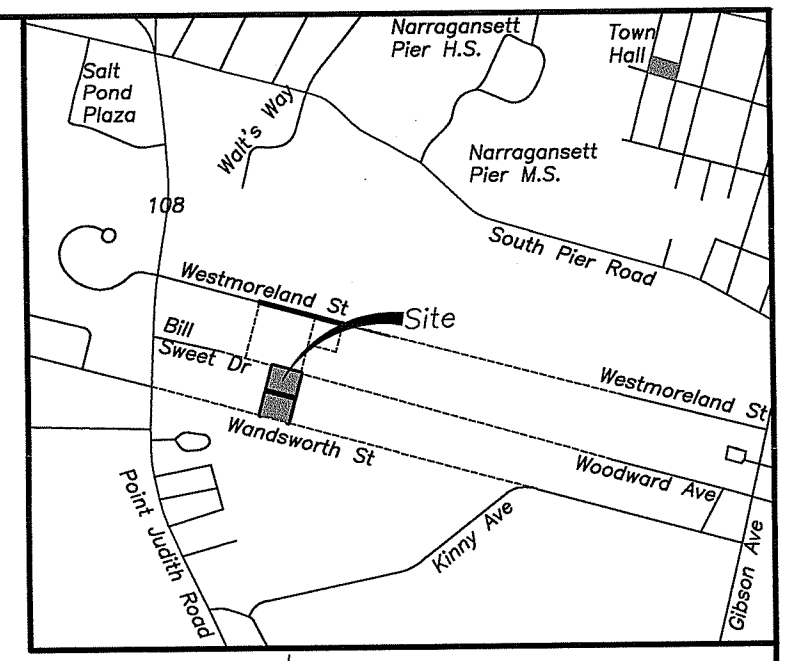 Narragansett
Pier H.S.
Town
Hall
Salt
Pond
Plaza
Walt's Way
Narragansett
Pier M.S.
108
South Pier Road
Westmoreland St
Site
Bill
Sweet Dr
Westmoreland St
Wandsworth St
Woodward Ave
Point Judith Road
Kinny Ave
Gibson Ave